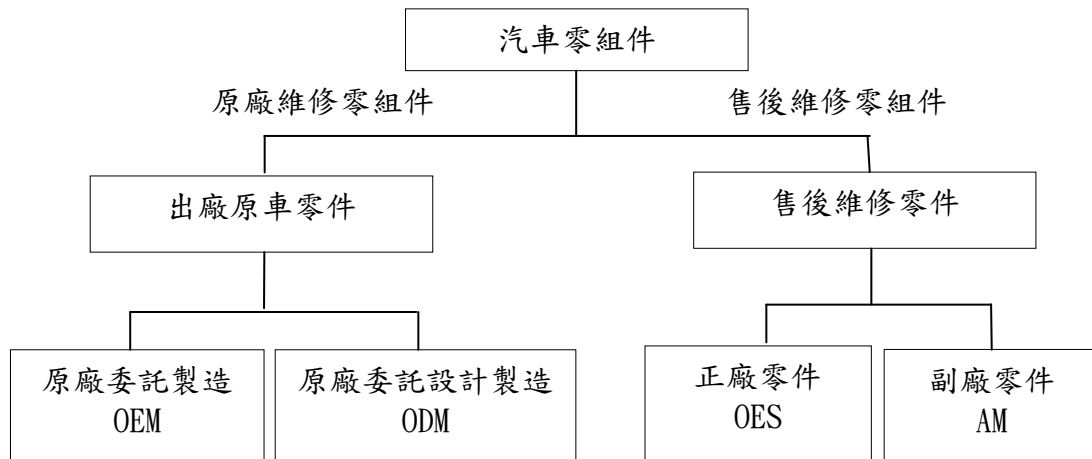 汽車零組件
原廠維修零組件
售後維修零組件
出廠原車零件
售後維修零件
原廠委託製造
OEM
原廠委託設計製造
ODM
正廠零件
OES
副廠零件
AM